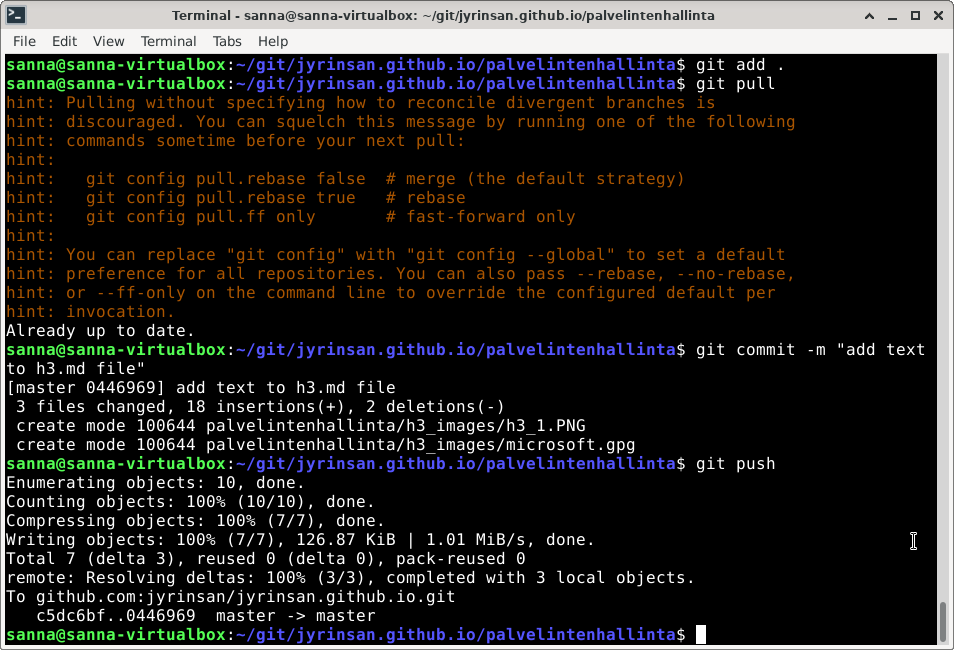 Terminal - sanna@sanna-virtualbox: ~/git/jyrinsan.github.io/palvelintenhallinta
File Edit View Terminal Tabs Help
sanna@sanna-virtualbox:~/git/jyrinsan.github.io/palvelintenhallinta$ git add .
sanna@sanna-virtualbox:~/git/jyrinsan.github.io/palvelintenhallinta$ git pull
hint: Pulling without specifying how to reconcile divergent branches is
hint: discouraged. You can squelch this message by running one of the following
hint: commands sometime before your next pull:
hint:
hint:   git config pull.rebase false  # merge (the default strategy)
hint:   git config pull.rebase true   # rebase
hint:   git config pull.ff only       # fast-forward only
hint:
hint: You can replace "git config" with "git config --global" to set a default
hint: preference for all repositories. You can also pass --rebase, --no-rebase,
hint: or --ff-only on the command line to override the configured default per
hint: invocation.
Already up to date.
sanna@sanna-virtualbox:~/git/jyrinsan.github.io/palvelintenhallinta$ git commit -m "add text
to h3.md file"
[master 0446969] add text to h3.md file
 3 files changed, 18 insertions(+), 2 deletions(-)
 create mode 100644 palvelintenhallinta/h3_images/h3_1.PNG
 create mode 100644 palvelintenhallinta/h3_images/microsoft.gpg
sanna@sanna-virtualbox:~/git/jyrinsan.github.io/palvelintenhallinta$ git push
Enumerating objects: 10, done.
Counting objects: 100% (10/10), done.
Compressing objects: 100% (7/7), done.
Writing objects: 100% (7/7), 126.87 KiB | 1.01 MiB/s, done.
Total 7 (delta 3), reused 0 (delta 0), pack-reused 0
remote: Resolving deltas: 100% (3/3), completed with 3 local objects.
To github.com:jyrinsan/jyrinsan.github.io.git
   c5dc6bf..0446969  master -> master
sanna@sanna-virtualbox:~/git/jyrinsan.github.io/palvelintenhallinta$